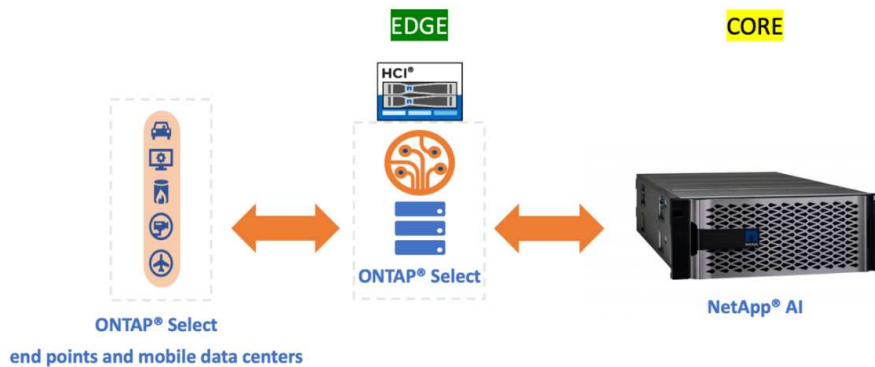 EDGE
CORE
HCI®
ONTAP® Select
NetApp® AI
ONTAP® Select
end points and mobile data centers